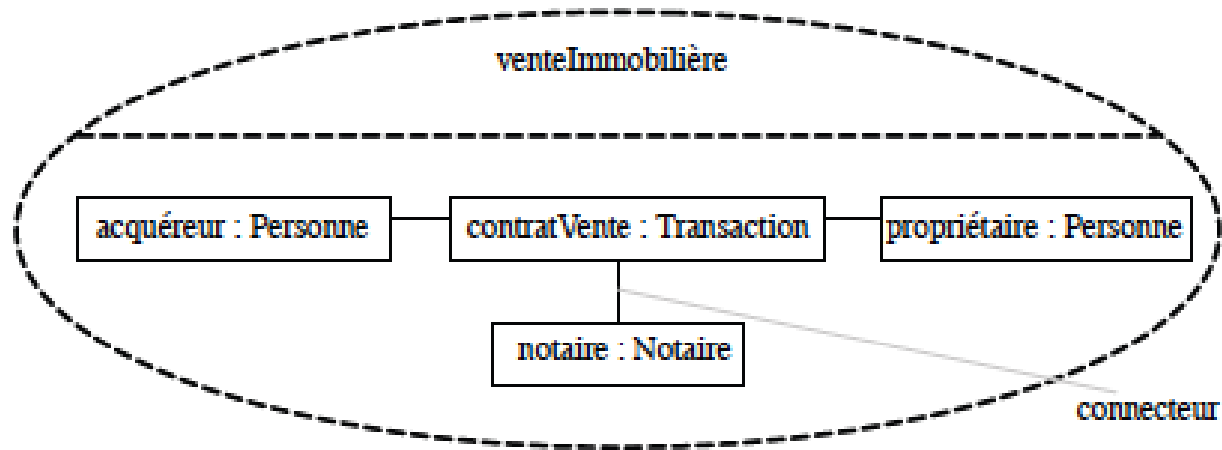 venteImmobilière
acquéreur : Personne
contratVente : Transaction
propriétaire : Personne
notaire : Notaire
connecteur